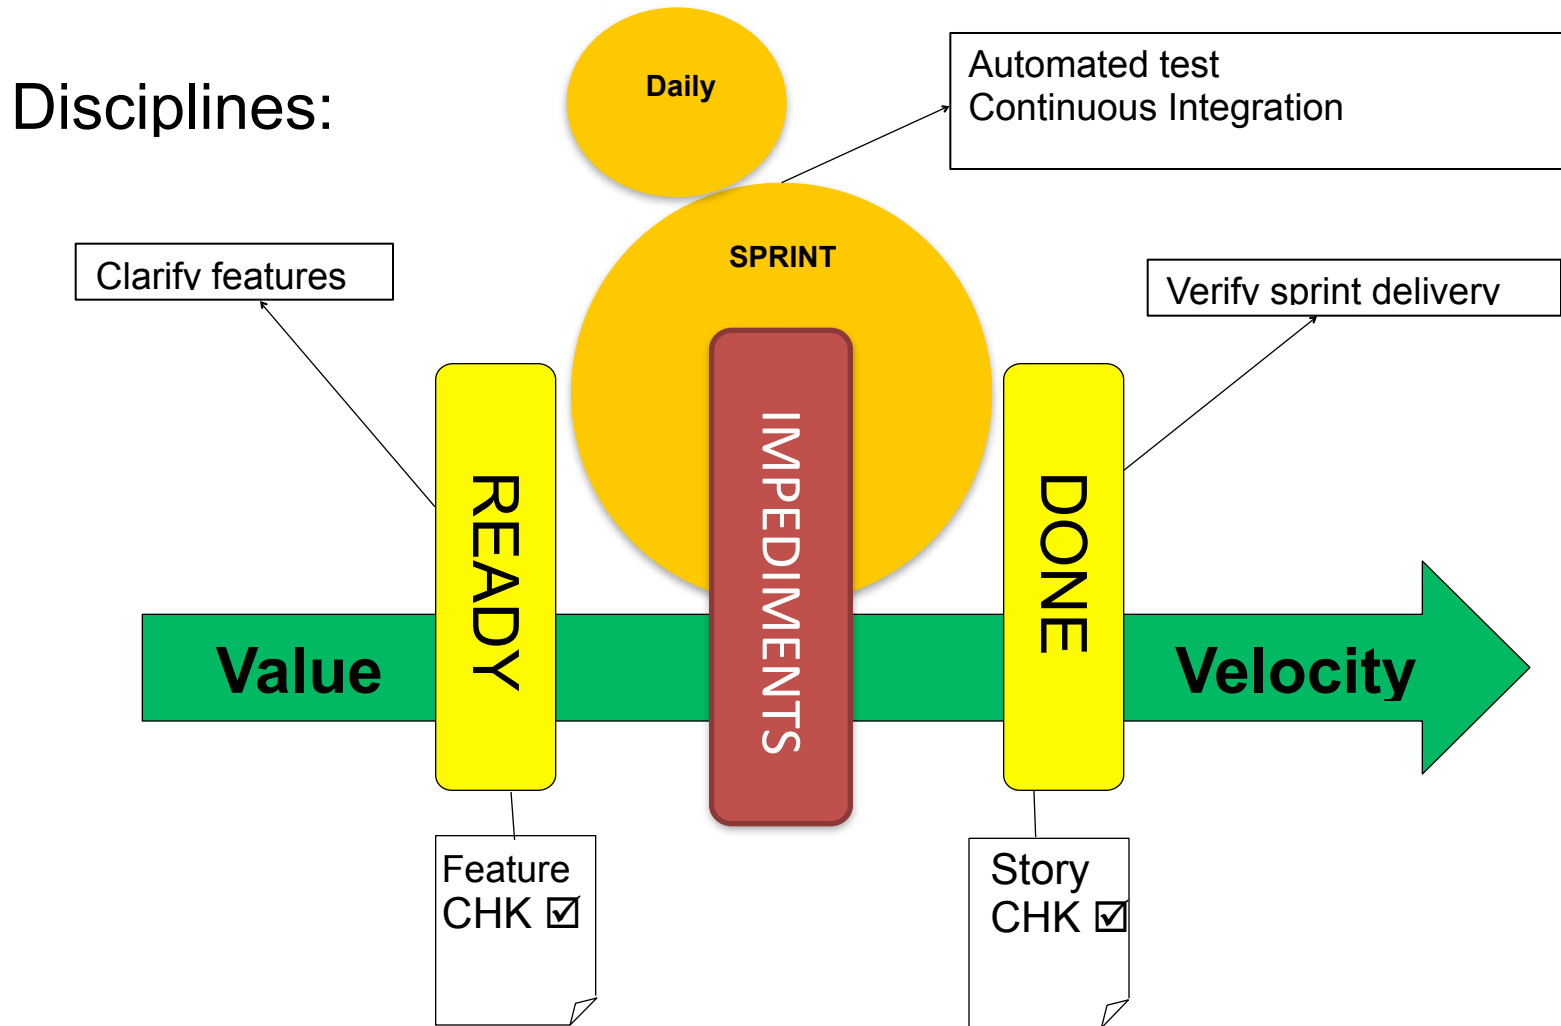 Disciplines:
Daily
Automated test
Continuous Integration
SPRINT
Clarify features
Verify sprint delivery
READY
IMPEDIMENTS
DONE
Value
Velocity
Feature
CHK ☑
Story
CHK ☑